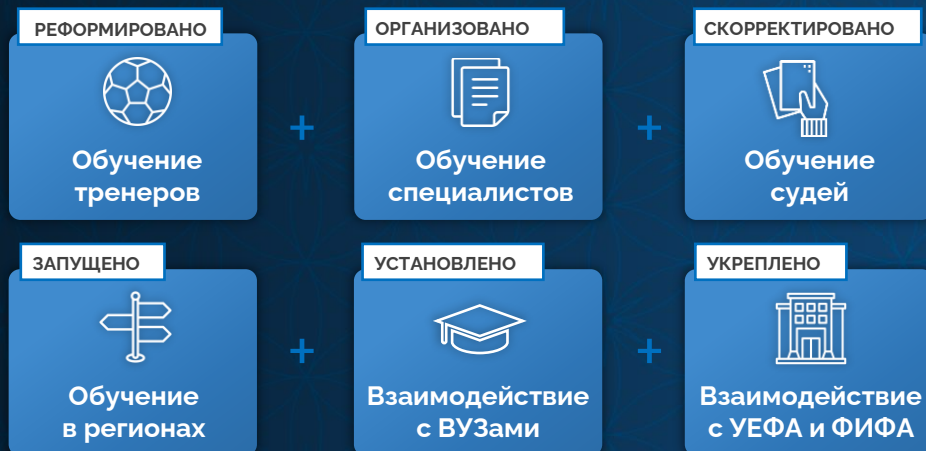 РЕФОРМИРОВАНО
Обучение
тренеров
+
ОРГАНИЗОВАНО
Обучение
специалистов
+
СКОРРЕКТИРОВАНО
Обучение
судей
ЗАПУЩЕНО
Обучение
в регионах
+
УСТАНОВЛЕНО
Взаимодействие
с ВУЗами
+
УКРЕПЛЕНО
Взаимодействие
с УЕФА и ФИФА